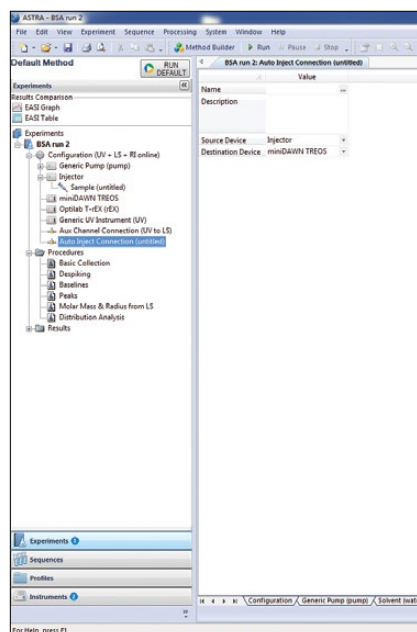 ASTRA - BSA run 2
File Edit View Experiment Sequence Processing System Window Help
Method Builder Run Pause Stop
Default Method
RUN DEFAULT
BSA run 2: Auto Inject Connection (untitled)
Experiments
Value
Results Comparison
Name
EASI Graph
Description
EASI Table
Experiments
BSA run 2
Source Device Injector
Configuration (UV + LS + RI online)
Destination Device miniDAWN TREOS
Generic Pump (pump)
Injector
Sample (untitled)
miniDAWN TREOS
Optilab T-rEX (rEX)
Generic UV Instrument (UV)
Aux Channel Connection (UV to LS)
Auto Inject Connection (untitled)
Procedures
Basic Collection
Despiking
Baselines
Peaks
Molar Mass & Radius from LS
Distribution Analysis
Results
Experiments
Sequences
Profiles
Instruments
Configuration Generic Pump (pump) Solvent (wat
For Help, press F1